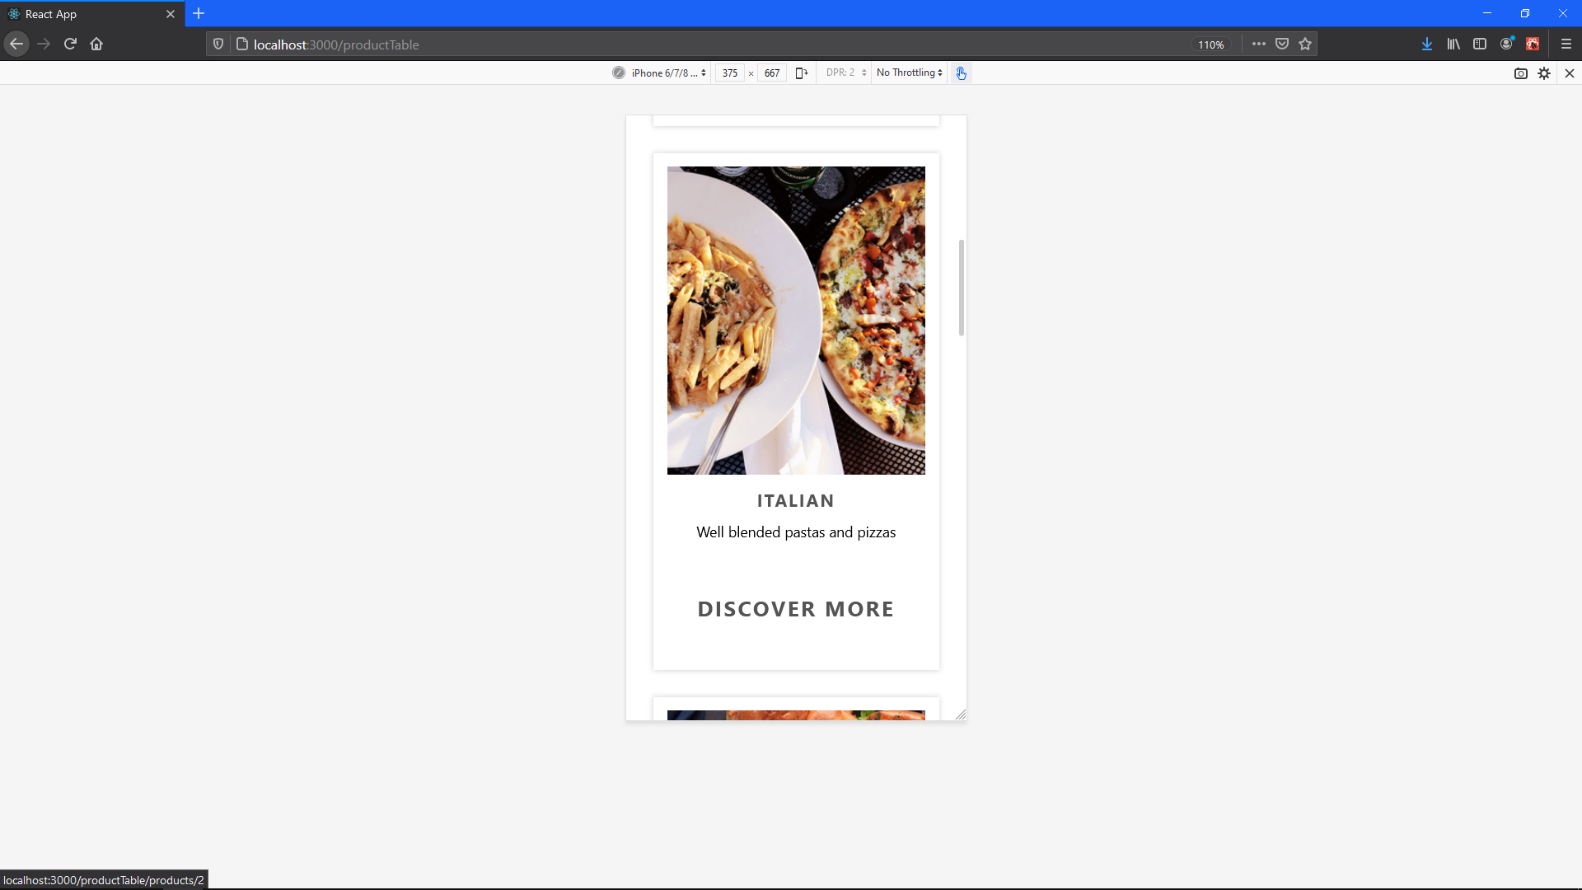 React App
localhost:3000/productTable
110%
iPhone 6/7/8 ...
375 × 667
DPR: 2
No Throttling
ITALIAN
Well blended pastas and pizzas
DISCOVER MORE
localhost:3000/productTable/products/2